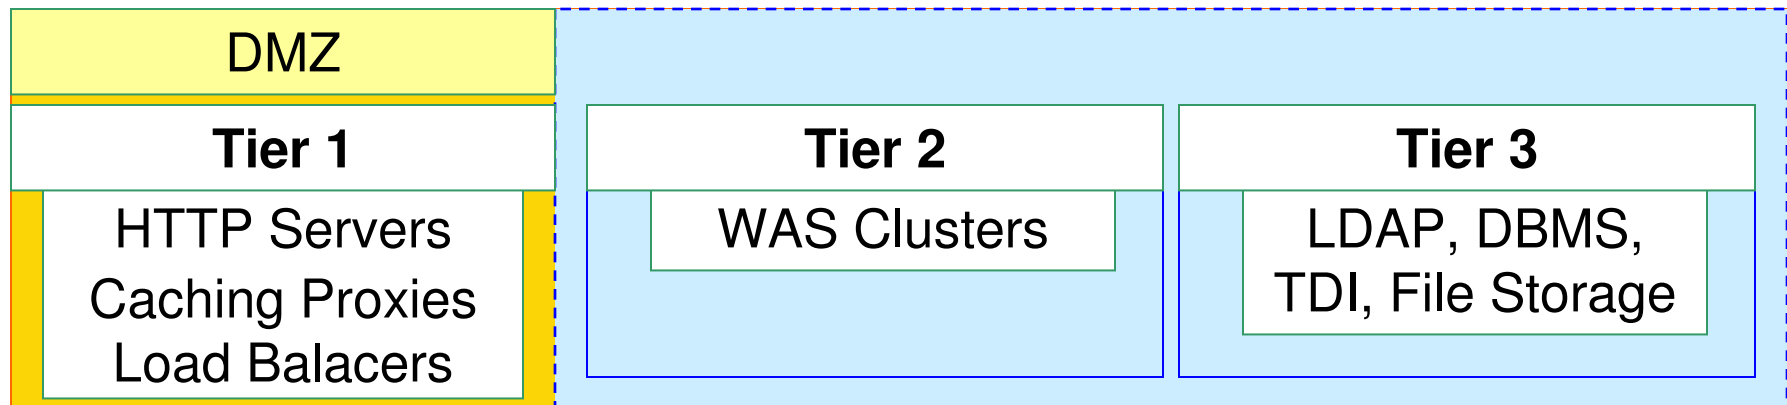 DMZ
Tier 1
HTTP Servers
Caching Proxies
Load Balacers
Tier 2
WAS Clusters
Tier 3
LDAP, DBMS,
TDI, File Storage